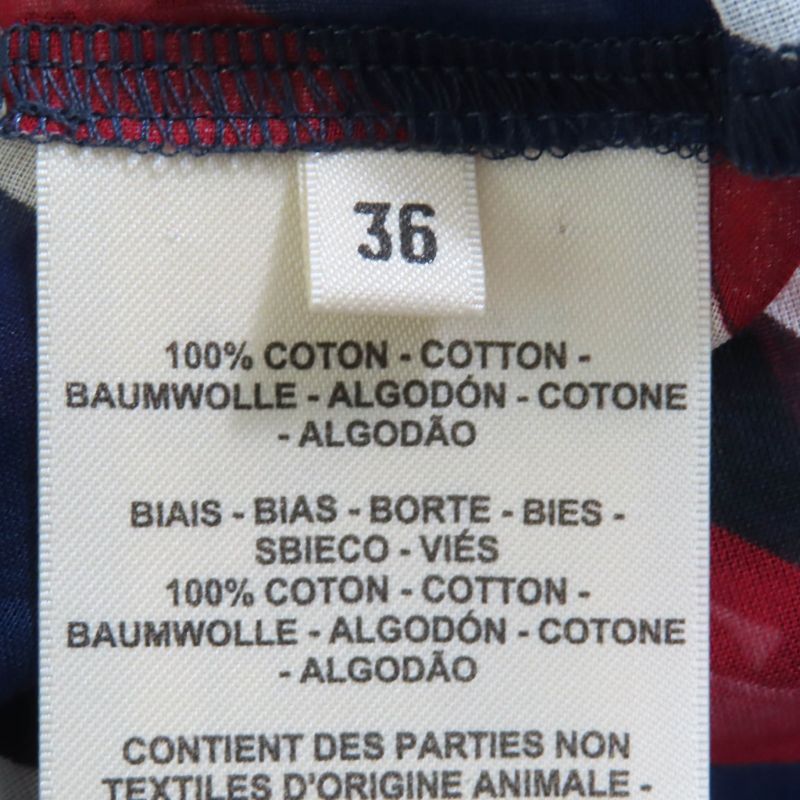 36
100% COTON - COTTON -
BAUMWOLLE - ALGODÓN - COTONE
- ALGODÃO
BIAIS - BIAS - BORTE - BIES -
SBIECO - VIÉS
100% COTON - COTTON -
BAUMWOLLE - ALGODÓN - COTONE
- ALGODÃO
CONTIENT DES PARTIES NON
TEXTILES D'ORIGINE ANIMALE -